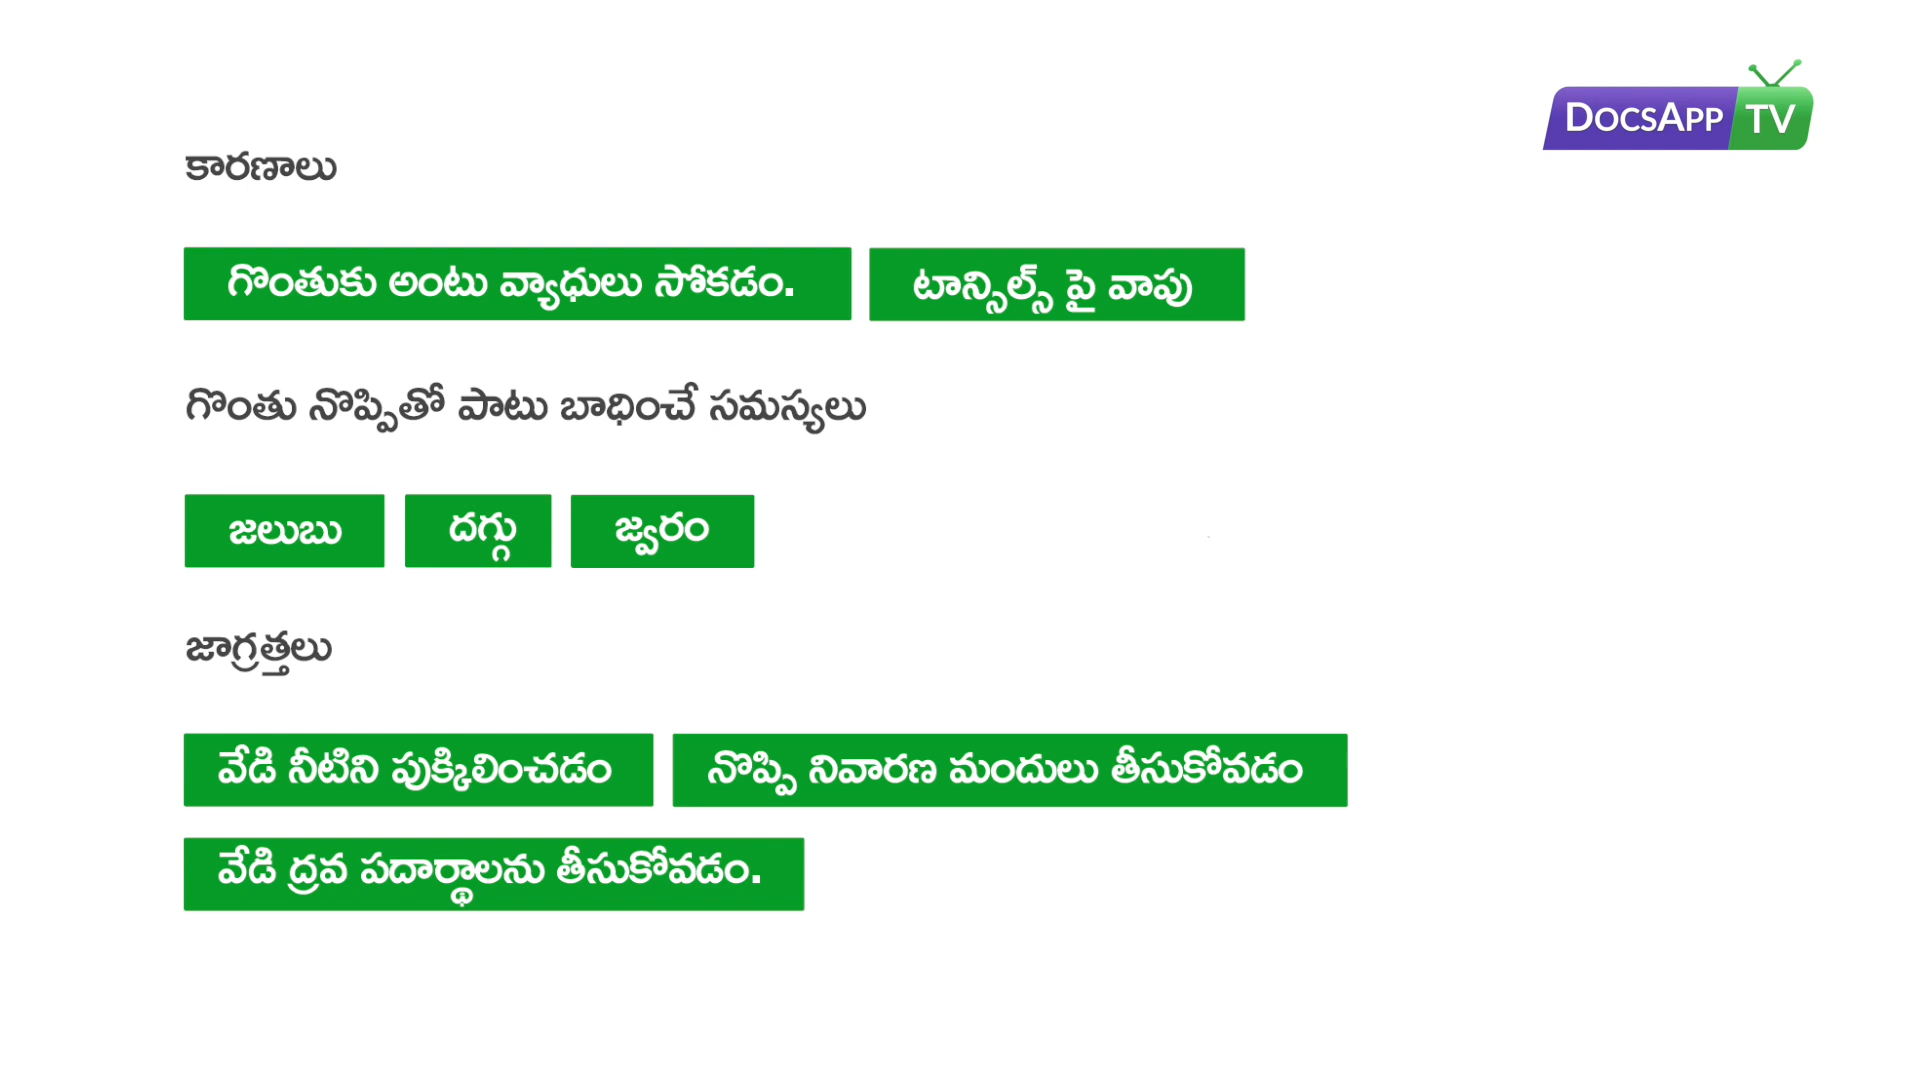 DOCSAPP TV
కారణాలు
గొంతుకు అంటు వ్యాధులు సోకడం. టాన్సిల్స్ పై వాపు
గొంతు నొప్పితో పాటు బాధించే సమస్యలు
జలుబు దగ్గు జ్వరం
జాగ్రత్తలు
వేడి నీటిని పుక్కిలించడం నొప్పి నివారణ మందులు తీసుకోవడం
వేడి ద్రవ పదార్థాలను తీసుకోవడం.